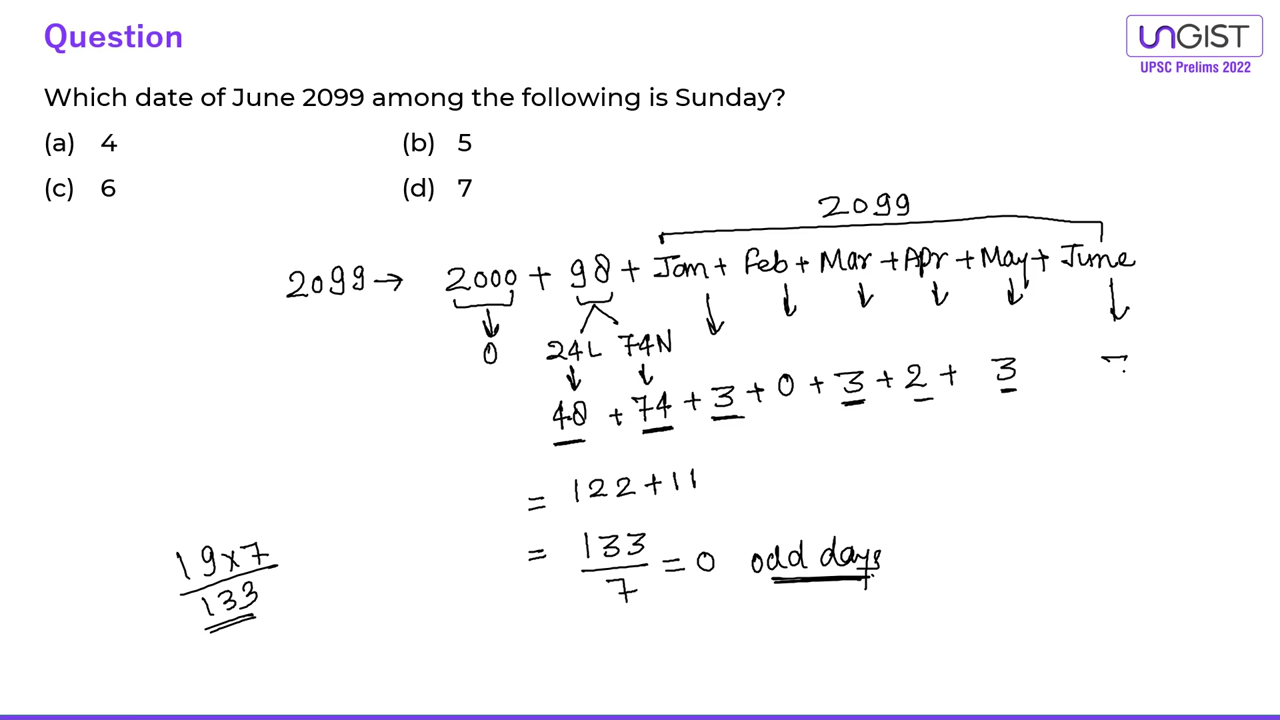 Question
UNGIST
UPSC Prelims 2022
Which date of June 2099 among the following is Sunday?
(a) 4 (b) 5
(c) 6 (d) 7
2099
2099 → 2000 + 98 + Jan + Feb + Mar + Apr + May + June
0 24L 74N
48 + 74 + 3 + 0 + 3 + 2 + 3 ?
= 122 + 11
= 133/7 = 0 odd days
19 x 7
133